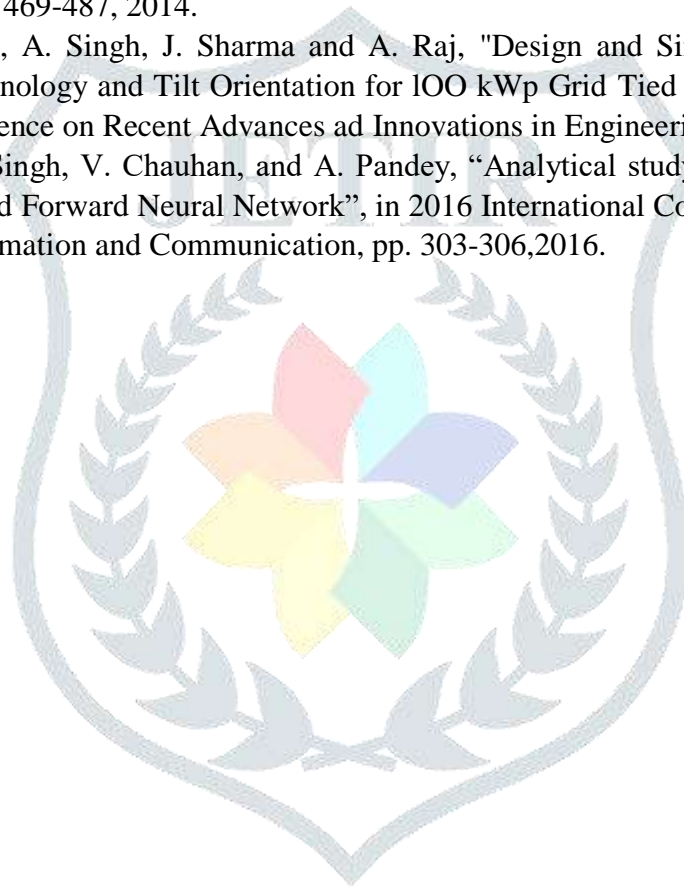 469-487, 2014.
, A. Singh, J. Sharma and A. Raj, "Design and Si
nology and Tilt Orientation for lOO kWp Grid Tied
ence on Recent Advances ad Innovations in Engineeri
Singh, V. Chauhan, and A. Pandey, “Analytical study
d Forward Neural Network”, in 2016 International Co
mation and Communication, pp. 303-306,2016.
JETIR